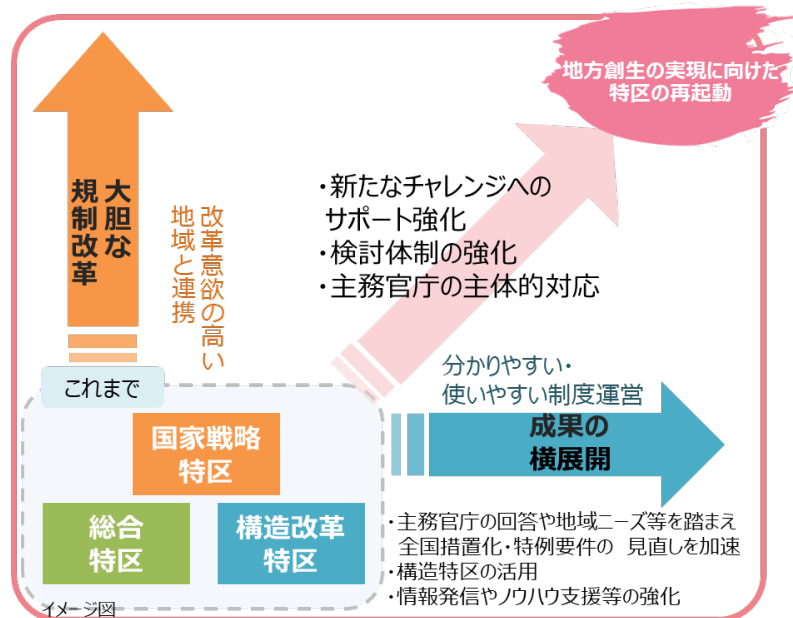 地方創生の実現に向けた
特区の再起動
大胆な
規制改革
改革意欲の高い
地域と連携
・新たなチャレンジへの
サポート強化
・検討体制の強化
・主務官庁の主体的対応
これまで
国家戦略
特区
総合
特区
構造改革
特区
イメージ図
分かりやすい・
使いやすい制度運営
成果の
横展開
・主務官庁の回答や地域ニーズ等を踏まえ
全国措置化・特例要件の 見直しを加速
・構造特区の活用
・情報発信やノウハウ支援等の強化